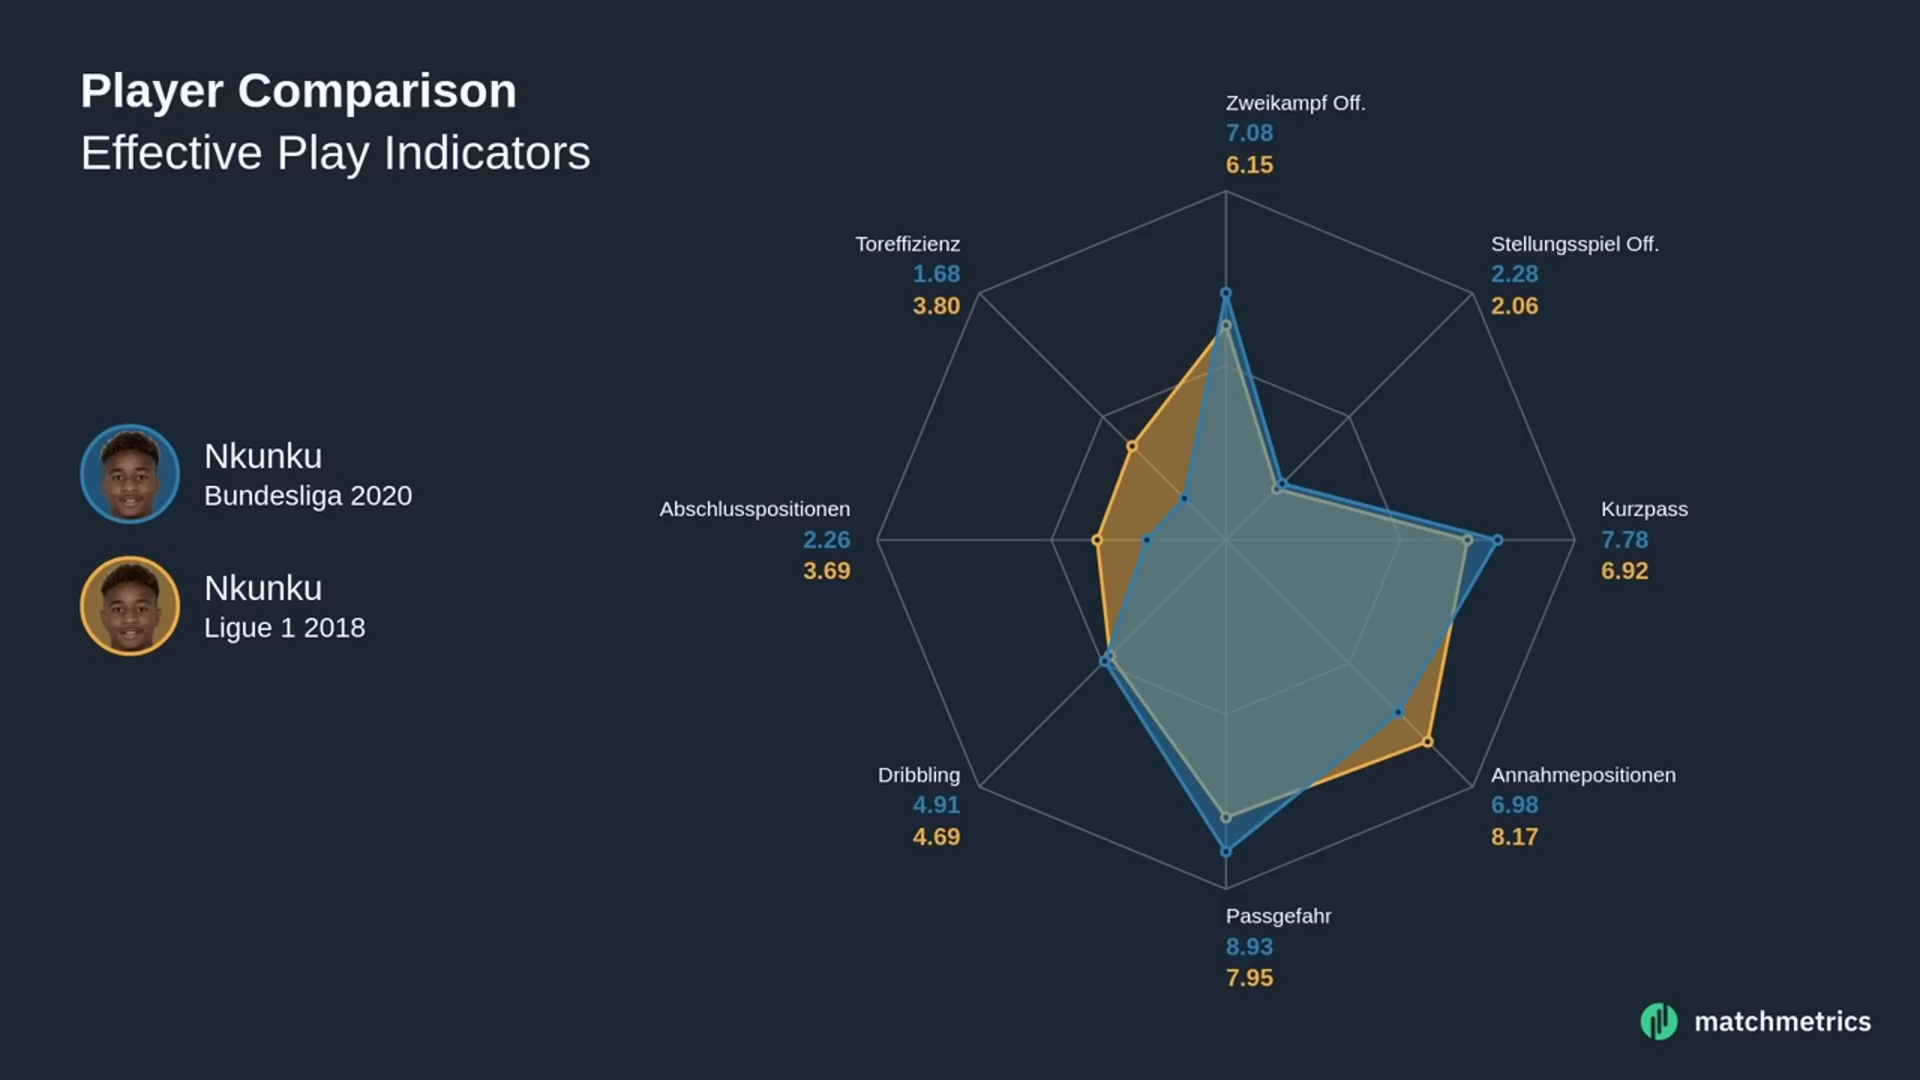 Player Comparison
Effective Play Indicators
Nkunku
Bundesliga 2020
Nkunku
Ligue 1 2018
Zweikampf Off.
7.08
6.15
Stellungsspiel Off.
2.28
2.06
Kurzpass
7.78
6.92
Annahmepositionen
6.98
8.17
Passgefahr
8.93
7.95
Dribbling
4.91
4.69
Abschlusspositionen
2.26
3.69
Toreffizienz
1.68
3.80
matchmetrics